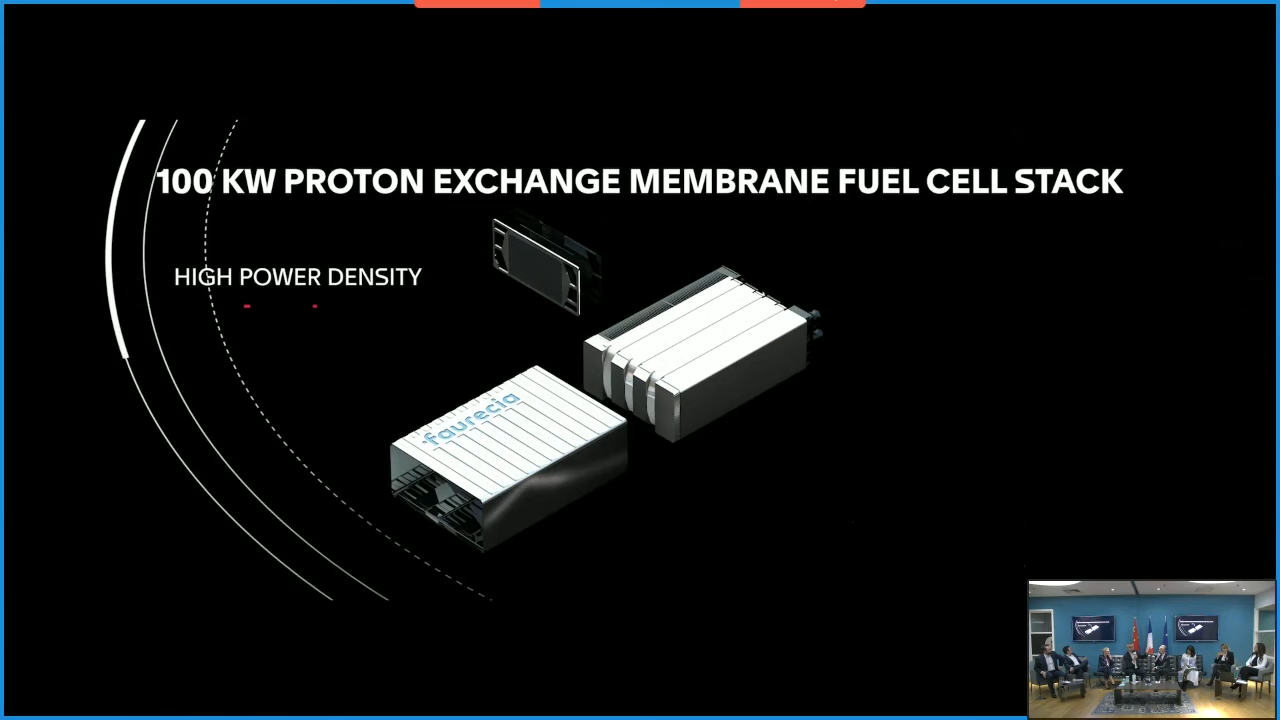 100 KW PROTON EXCHANGE MEMBRANE FUEL CELL STACK
HIGH POWER DENSITY
faurecia